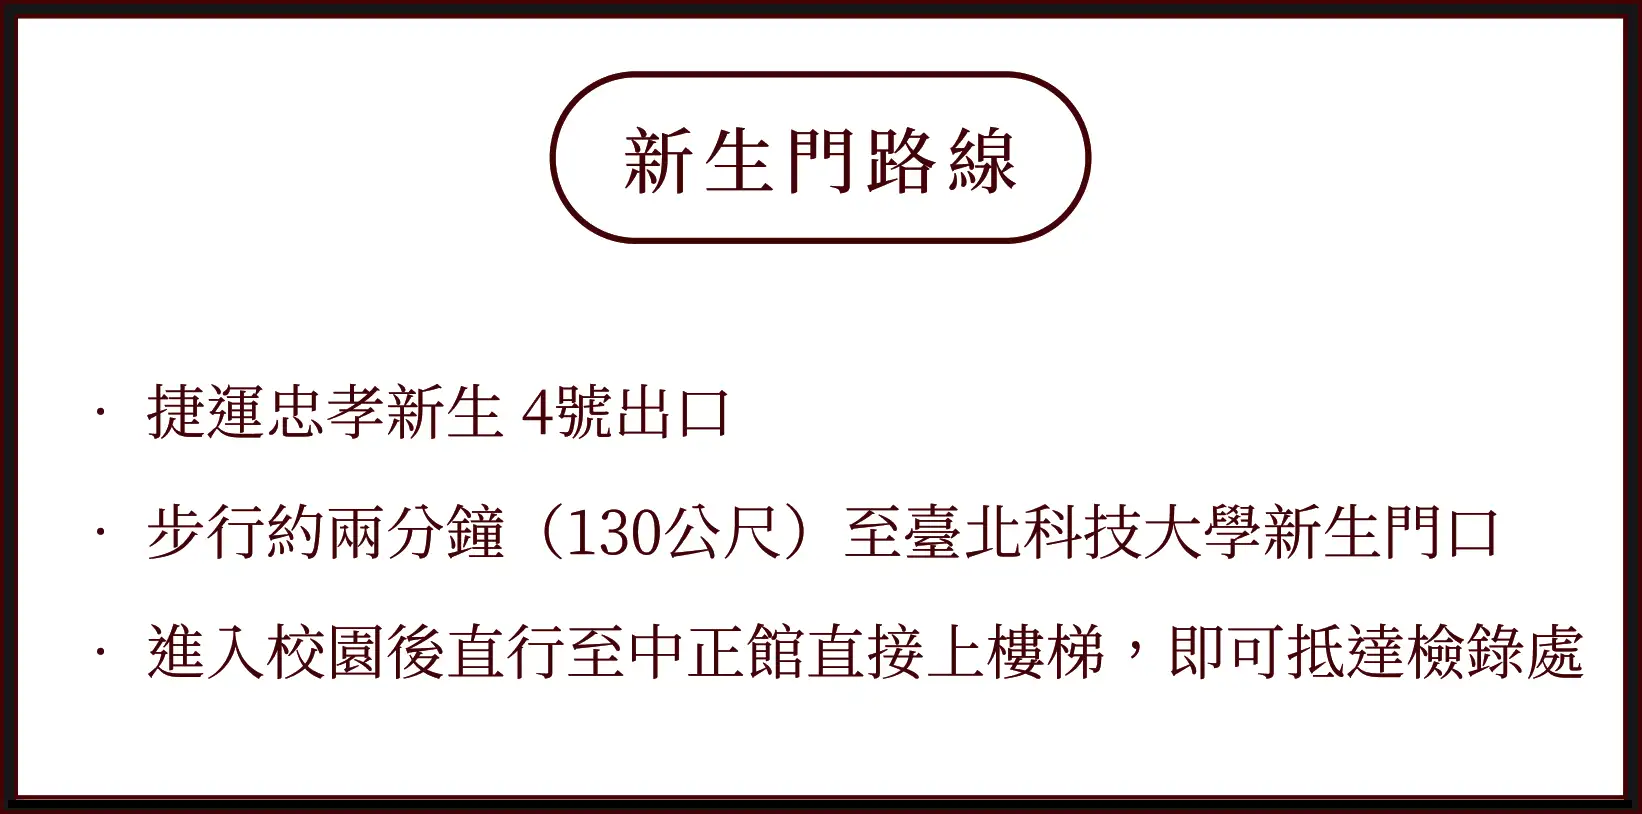 新生門路線
· 捷運忠孝新生 4號出口
· 步行約兩分鐘（130公尺）至臺北科技大學新生門口
· 進入校園後直行至中正館直接上樓梯，即可抵達檢錄處